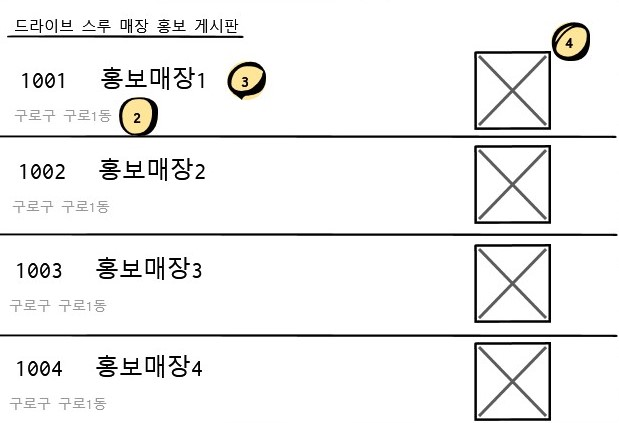 드라이브 스루 매장 홍보 게시판
4
1001 홍보매장1 3
구로구 구로1동 2
1002 홍보매장2
구로구 구로1동
1003 홍보매장3
구로구 구로1동
1004 홍보매장4
구로구 구로1동